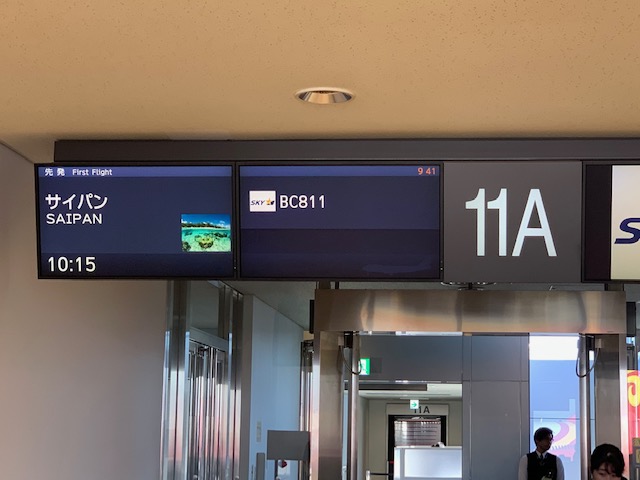 先発 First Flight
サイパン
SAIPAN
10:15
9 41
SKY
BC811
11A
S
11A